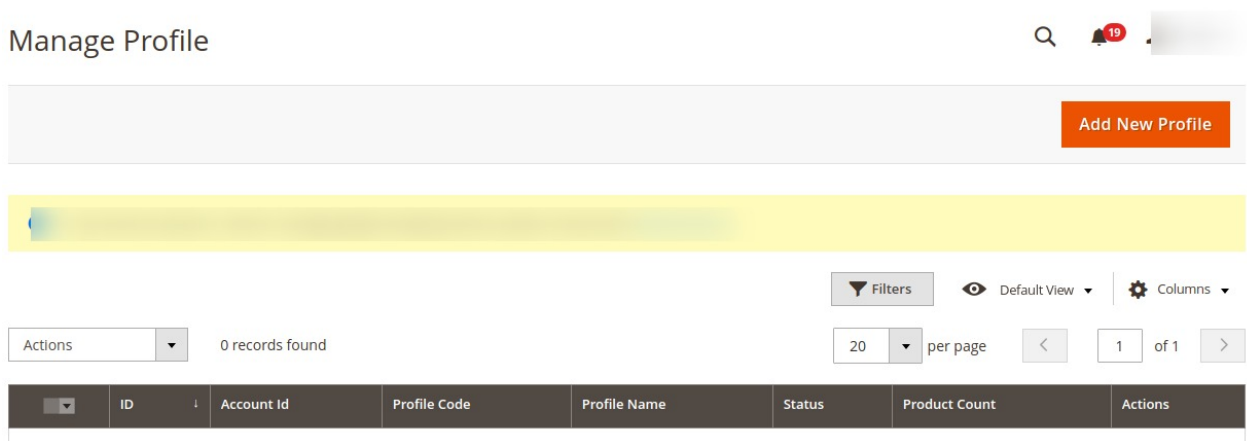 Manage Profile
19
Add New Profile
Filters
Default View
Columns
Actions
0 records found
20
per page
1
of 1
ID ↓
Account Id
Profile Code
Profile Name
Status
Product Count
Actions